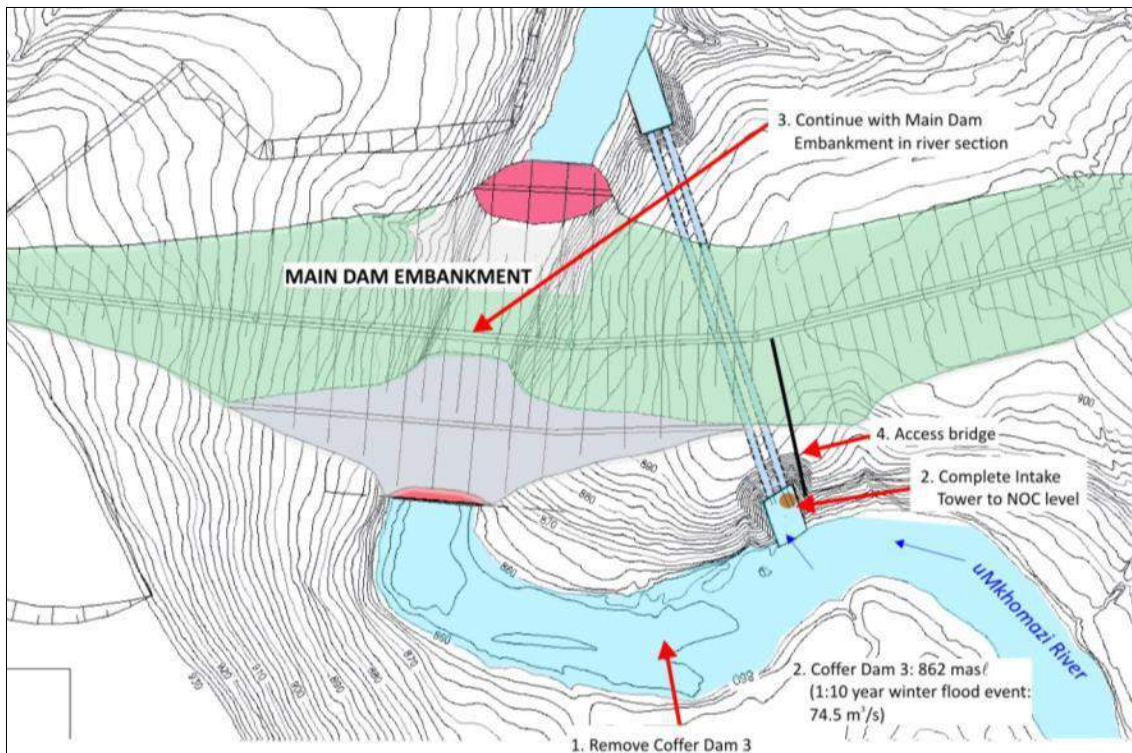 3. Continue with Main Dam
Embankment in river section
MAIN DAM EMBANKMENT
900
4. Access bridge
890
2. Complete Intake
Tower to NOC level
880
870
860
uMkhomazi River
860
870
880
890
900
910
920
930
860
2. Coffer Dam 3: 862 masℓ
(1:10 year winter flood event:
74.5 m³/s)
1. Remove Coffer Dam 3